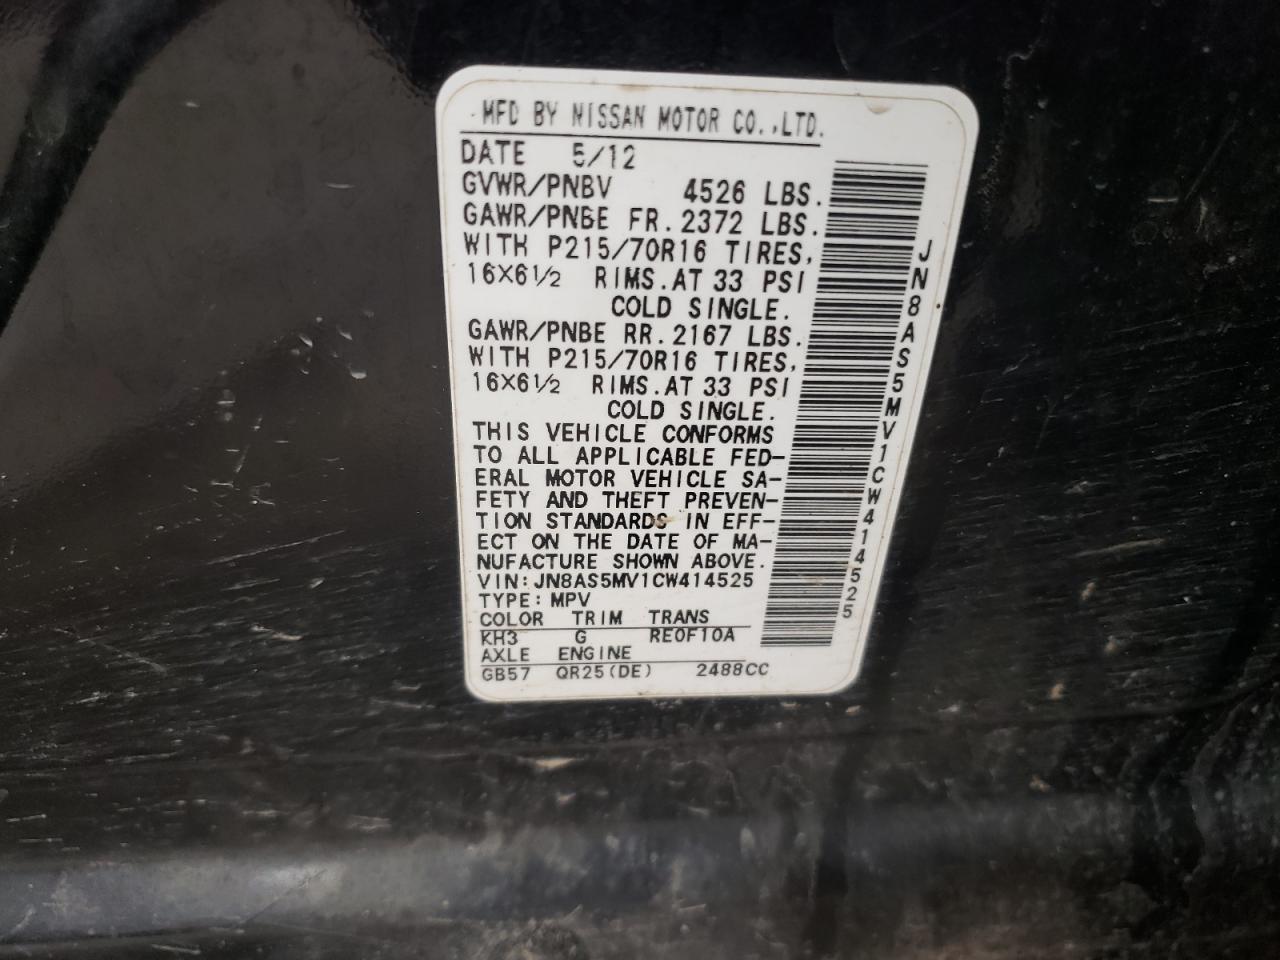 MFD BY NISSAN MOTOR CO.,LTD.
DATE 5/12
GVWR/PNBV 4526 LBS.
GAWR/PNBE FR. 2372 LBS.
WITH P215/70R16 TIRES,
16X6½ RIMS. AT 33 PSI
COLD SINGLE.
GAWR/PNBE RR. 2167 LBS.
WITH P215/70R16 TIRES,
16X6½ RIMS. AT 33 PSI
COLD SINGLE.
THIS VEHICLE CONFORMS
TO ALL APPLICABLE FED-
ERAL MOTOR VEHICLE SA-
FETY AND THEFT PREVEN-
TION STANDARDS IN EFF-
ECT ON THE DATE OF MA-
NUFACTURE SHOWN ABOVE.
VIN: JN8AS5MV1CW414525
TYPE: MPV
COLOR TRIM TRANS
KH3 G RE0F10A
AXLE ENGINE
GB57 QR25(DE) 2488CC
JN8AS5MV1CW414525